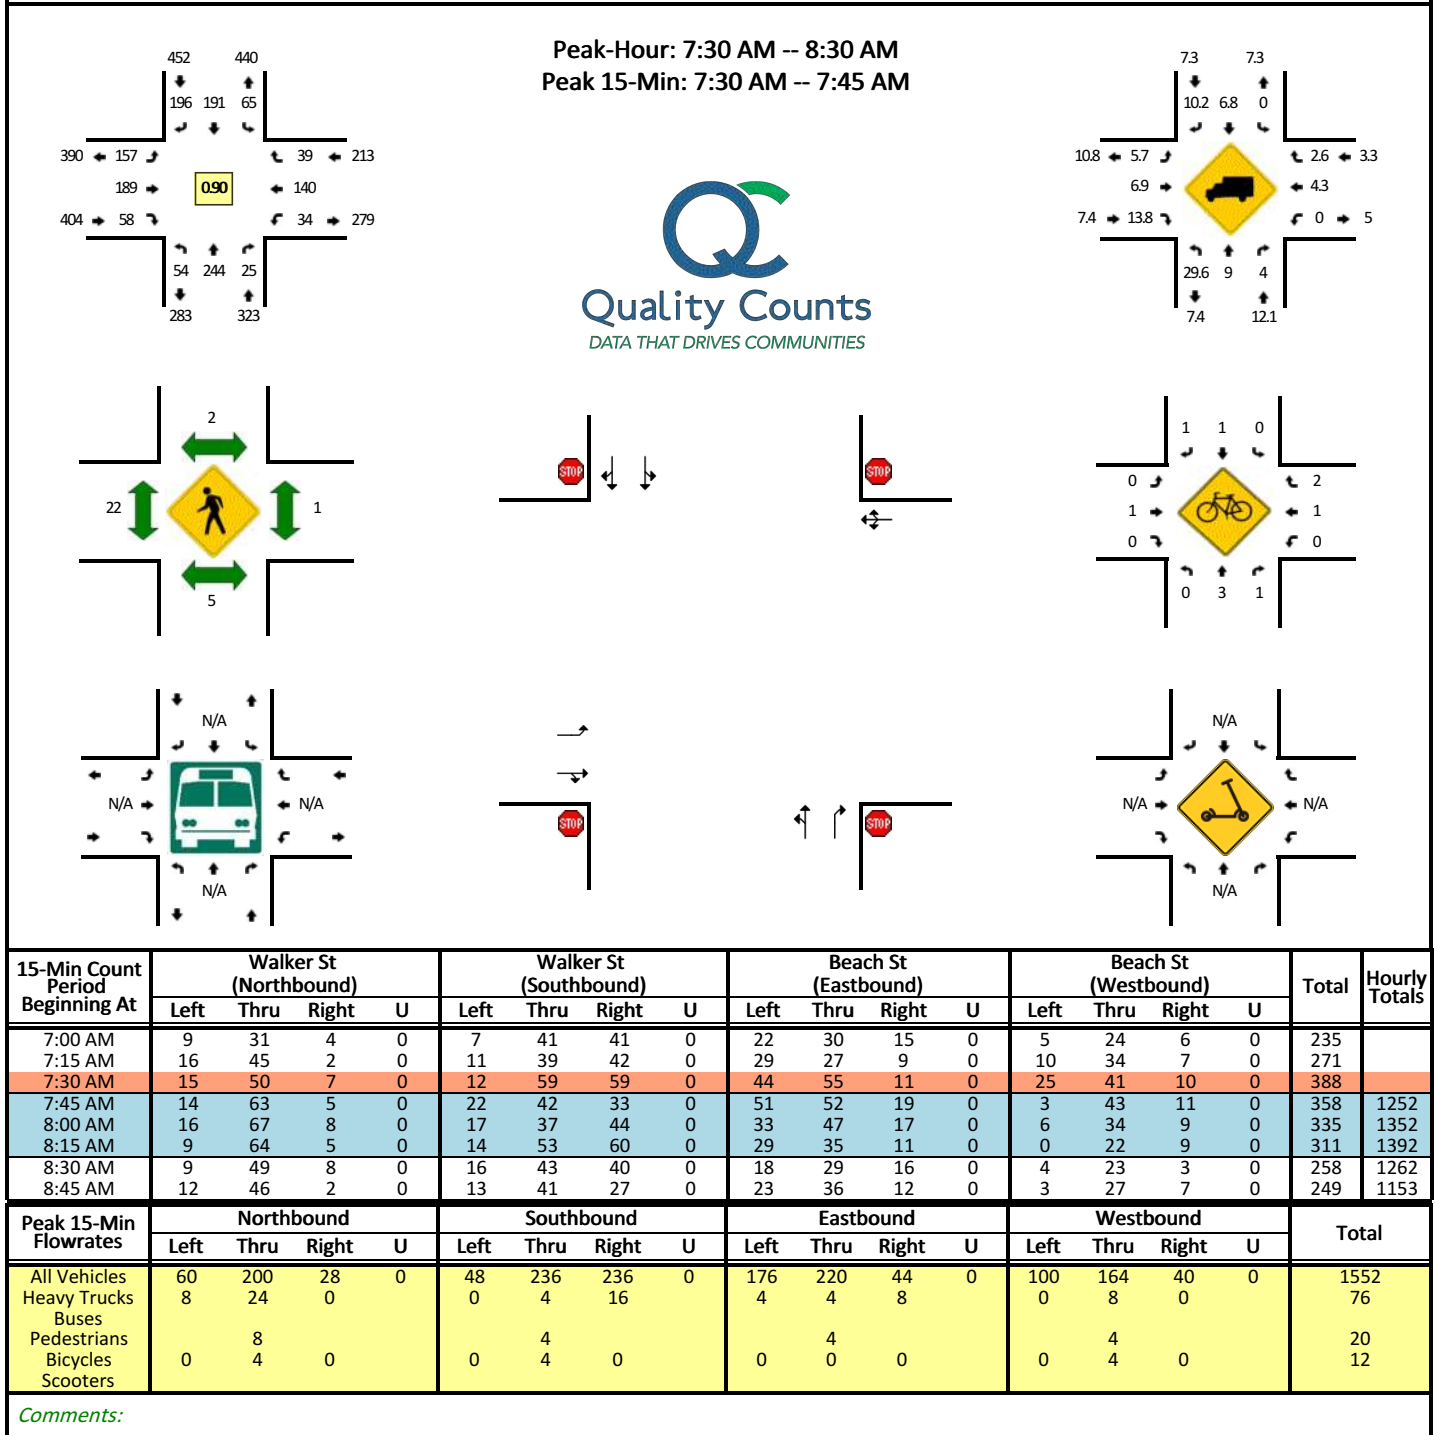 Peak-Hour: 7:30 AM -- 8:30 AM
Peak 15-Min: 7:30 AM -- 7:45 AM
452 440
196 191 65
390 157 39 213
189 0.90 140
404 58 34 279
54 244 25
283 323
Quality Counts
DATA THAT DRIVES COMMUNITIES
7.3 7.3
10.2 6.8 0
10.8 5.7 2.6 3.3
6.9 4.3
7.4 13.8 0 5
29.6 9 4
7.4 12.1
2
22 1
5
STOP STOP
STOP STOP
1 1 0
0 2
1 1
0 0
0 3 1
N/A
N/A N/A
N/A
N/A
N/A N/A
N/A
15-Min Count Period Beginning At Walker St (Northbound) Walker St (Southbound) Beach St (Eastbound) Beach St (Westbound) Total Hourly Totals
Left Thru Right U Left Thru Right U Left Thru Right U Left Thru Right U
7:00 AM 9 31 4 0 7 41 41 0 22 30 15 0 5 24 6 0 235
7:15 AM 16 45 2 0 11 39 42 0 29 27 9 0 10 34 7 0 271
7:30 AM 15 50 7 0 12 59 59 0 44 55 11 0 25 41 10 0 388
7:45 AM 14 63 5 0 22 42 33 0 51 52 19 0 3 43 11 0 358 1252
8:00 AM 16 67 8 0 17 37 44 0 33 47 17 0 6 34 9 0 335 1352
8:15 AM 9 64 5 0 14 53 60 0 29 35 11 0 0 22 9 0 311 1392
8:30 AM 9 49 8 0 16 43 40 0 18 29 16 0 4 23 3 0 258 1262
8:45 AM 12 46 2 0 13 41 27 0 23 36 12 0 3 27 7 0 249 1153
Peak 15-Min Flowrates Northbound Southbound Eastbound Westbound Total
Left Thru Right U Left Thru Right U Left Thru Right U Left Thru Right U
All Vehicles 60 200 28 0 48 236 236 0 176 220 44 0 100 164 40 0 1552
Heavy Trucks 8 24 0 0 4 16 4 4 8 0 8 0 76
Buses
Pedestrians 8 4 4 4 20
Bicycles 0 4 0 0 4 0 0 0 0 0 4 0 12
Scooters
Comments: